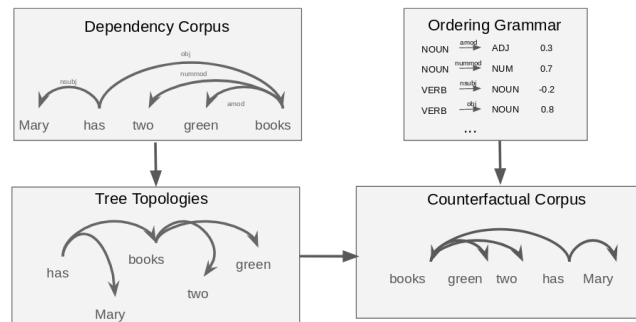 Dependency Corpus
obj
nummod
nsubj
amod
Mary has two green books
Ordering Grammar
NOUN amod ADJ 0.3
NOUN nummod NUM 0.7
VERB nsubj NOUN -0.2
VERB obj NOUN 0.8
...
Tree Topologies
has
books
green
two
Mary
Counterfactual Corpus
books green two has Mary